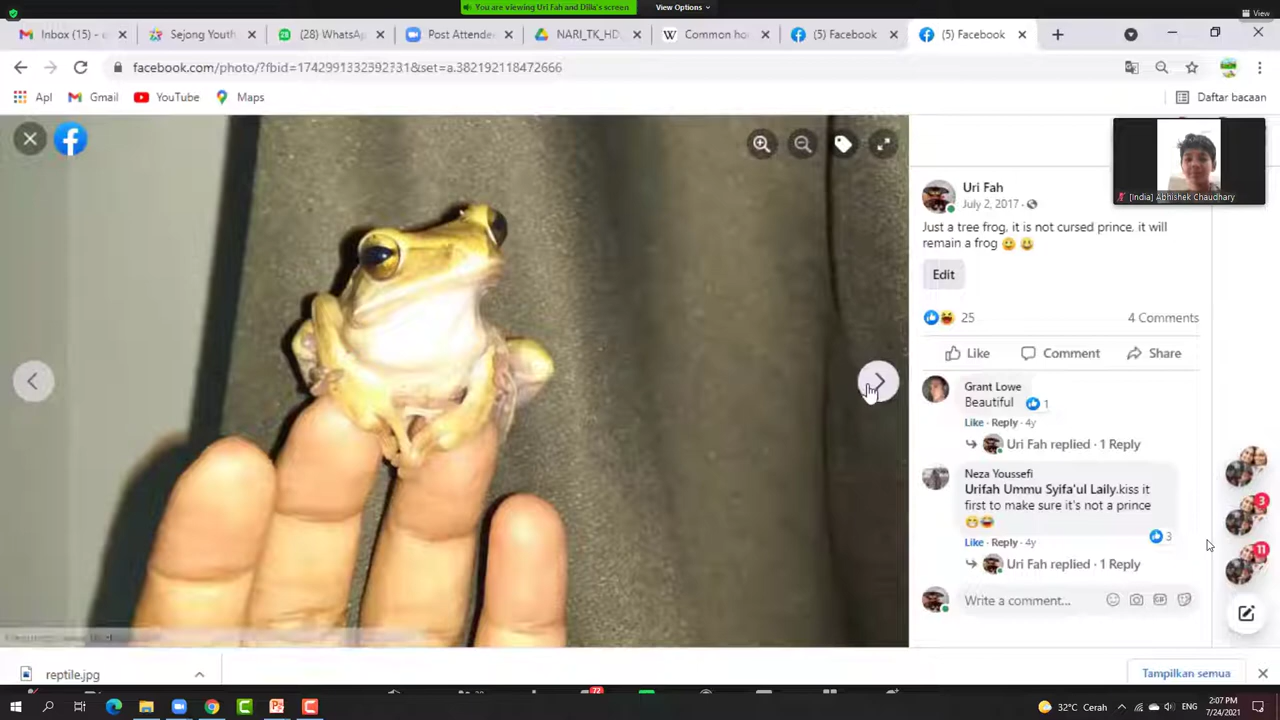 You are viewing Uri Fah and Dilla's screen
View Options
View
Inbox (15) -
Sejong Youth
(28) WhatsAp
Post Attende
NARI_TK_HD
Common ho
(5) Facebook
(5) Facebook
facebook.com/photo/?fbid=1742991332392731&set=a.382192118472666
Apl
Gmail
YouTube
Maps
Daftar bacaan
[India] Abhishek Chaudhary
Uri Fah
July 2, 2017 ·
Just a tree frog, it is not cursed prince, it will
remain a frog 😀 😃
Edit
25
4 Comments
Like
Comment
Share
Grant Lowe
Beautiful
1
Like · Reply · 4y
Uri Fah replied · 1 Reply
Neza Youssefi
Urifah Ummu Syifa'ul Laily.kiss it
first to make sure it's not a prince
😁😂
3
Like · Reply · 4y
Uri Fah replied · 1 Reply
Write a comment...
GIF
3
11
reptile.jpg
Tampilkan semua
72
32°C Cerah
ENG
2:07 PM
7/24/2021